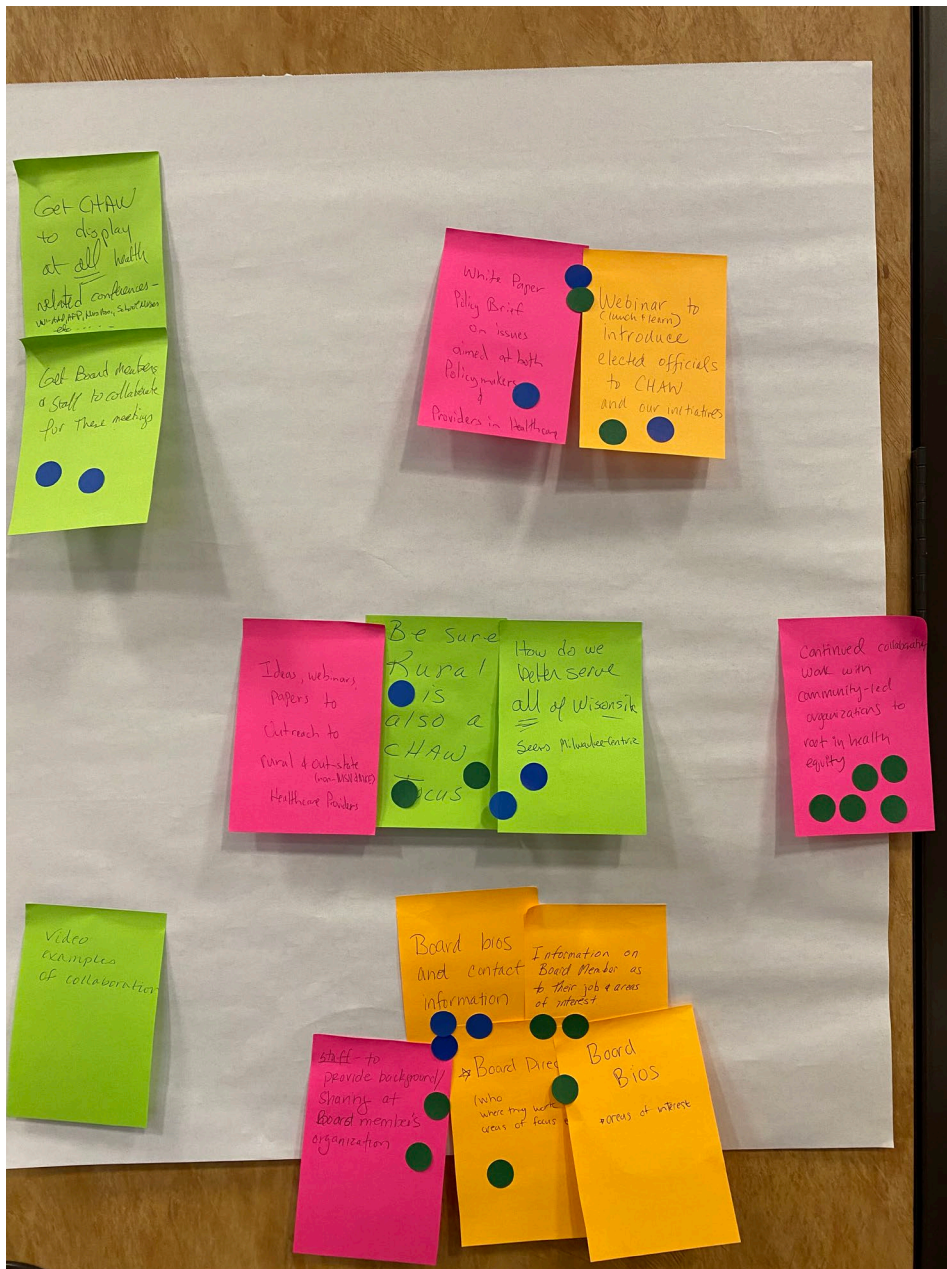 Get CHAW
to display
at all health
related conferences -
etc .....
Get Board members
& Staff to collaborate
for These meetings
White Paper
Policy Brief
on issues
aimed at both
Policymakers
&
Providers in Healthcare
Webinar to
(lunch + learn)
introduce
elected officials
to CHAW
and our initiatives
Ideas, webinars,
papers to
Outreach to
rural & out-state
Healthcare Providers
Be sure
Rural
is
also a
CHAW
Focus
How do we
better serve
all of Wisconsin
Seems Milwaukee-Centric
Continued collaborative
work with
community-led
organizations to
root in health
equity
Video
examples
of collaboration
Board bios
and contact
information
Information on
Board Member as
to their job & areas
of interest
staff - to
provide background/
Sharing at
board member's
organization
Board Direc
(who
where they work
areas of focus
Board
Bios
areas of interest